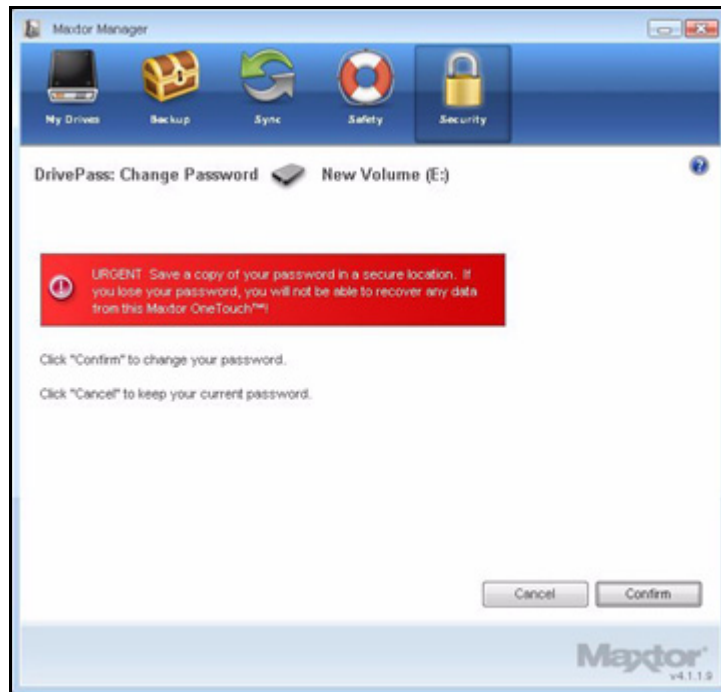 Maxtor Manager
My Drives Backup Sync Safety Security
DrivePass: Change Password New Volume (E:)
URGENT Save a copy of your password in a secure location. If
you lose your password, you will not be able to recover any data
from this Maxtor OneTouch™!
Click "Confirm" to change your password.
Click "Cancel" to keep your current password.
Cancel Confirm
Maxtor
v4.1.1.9